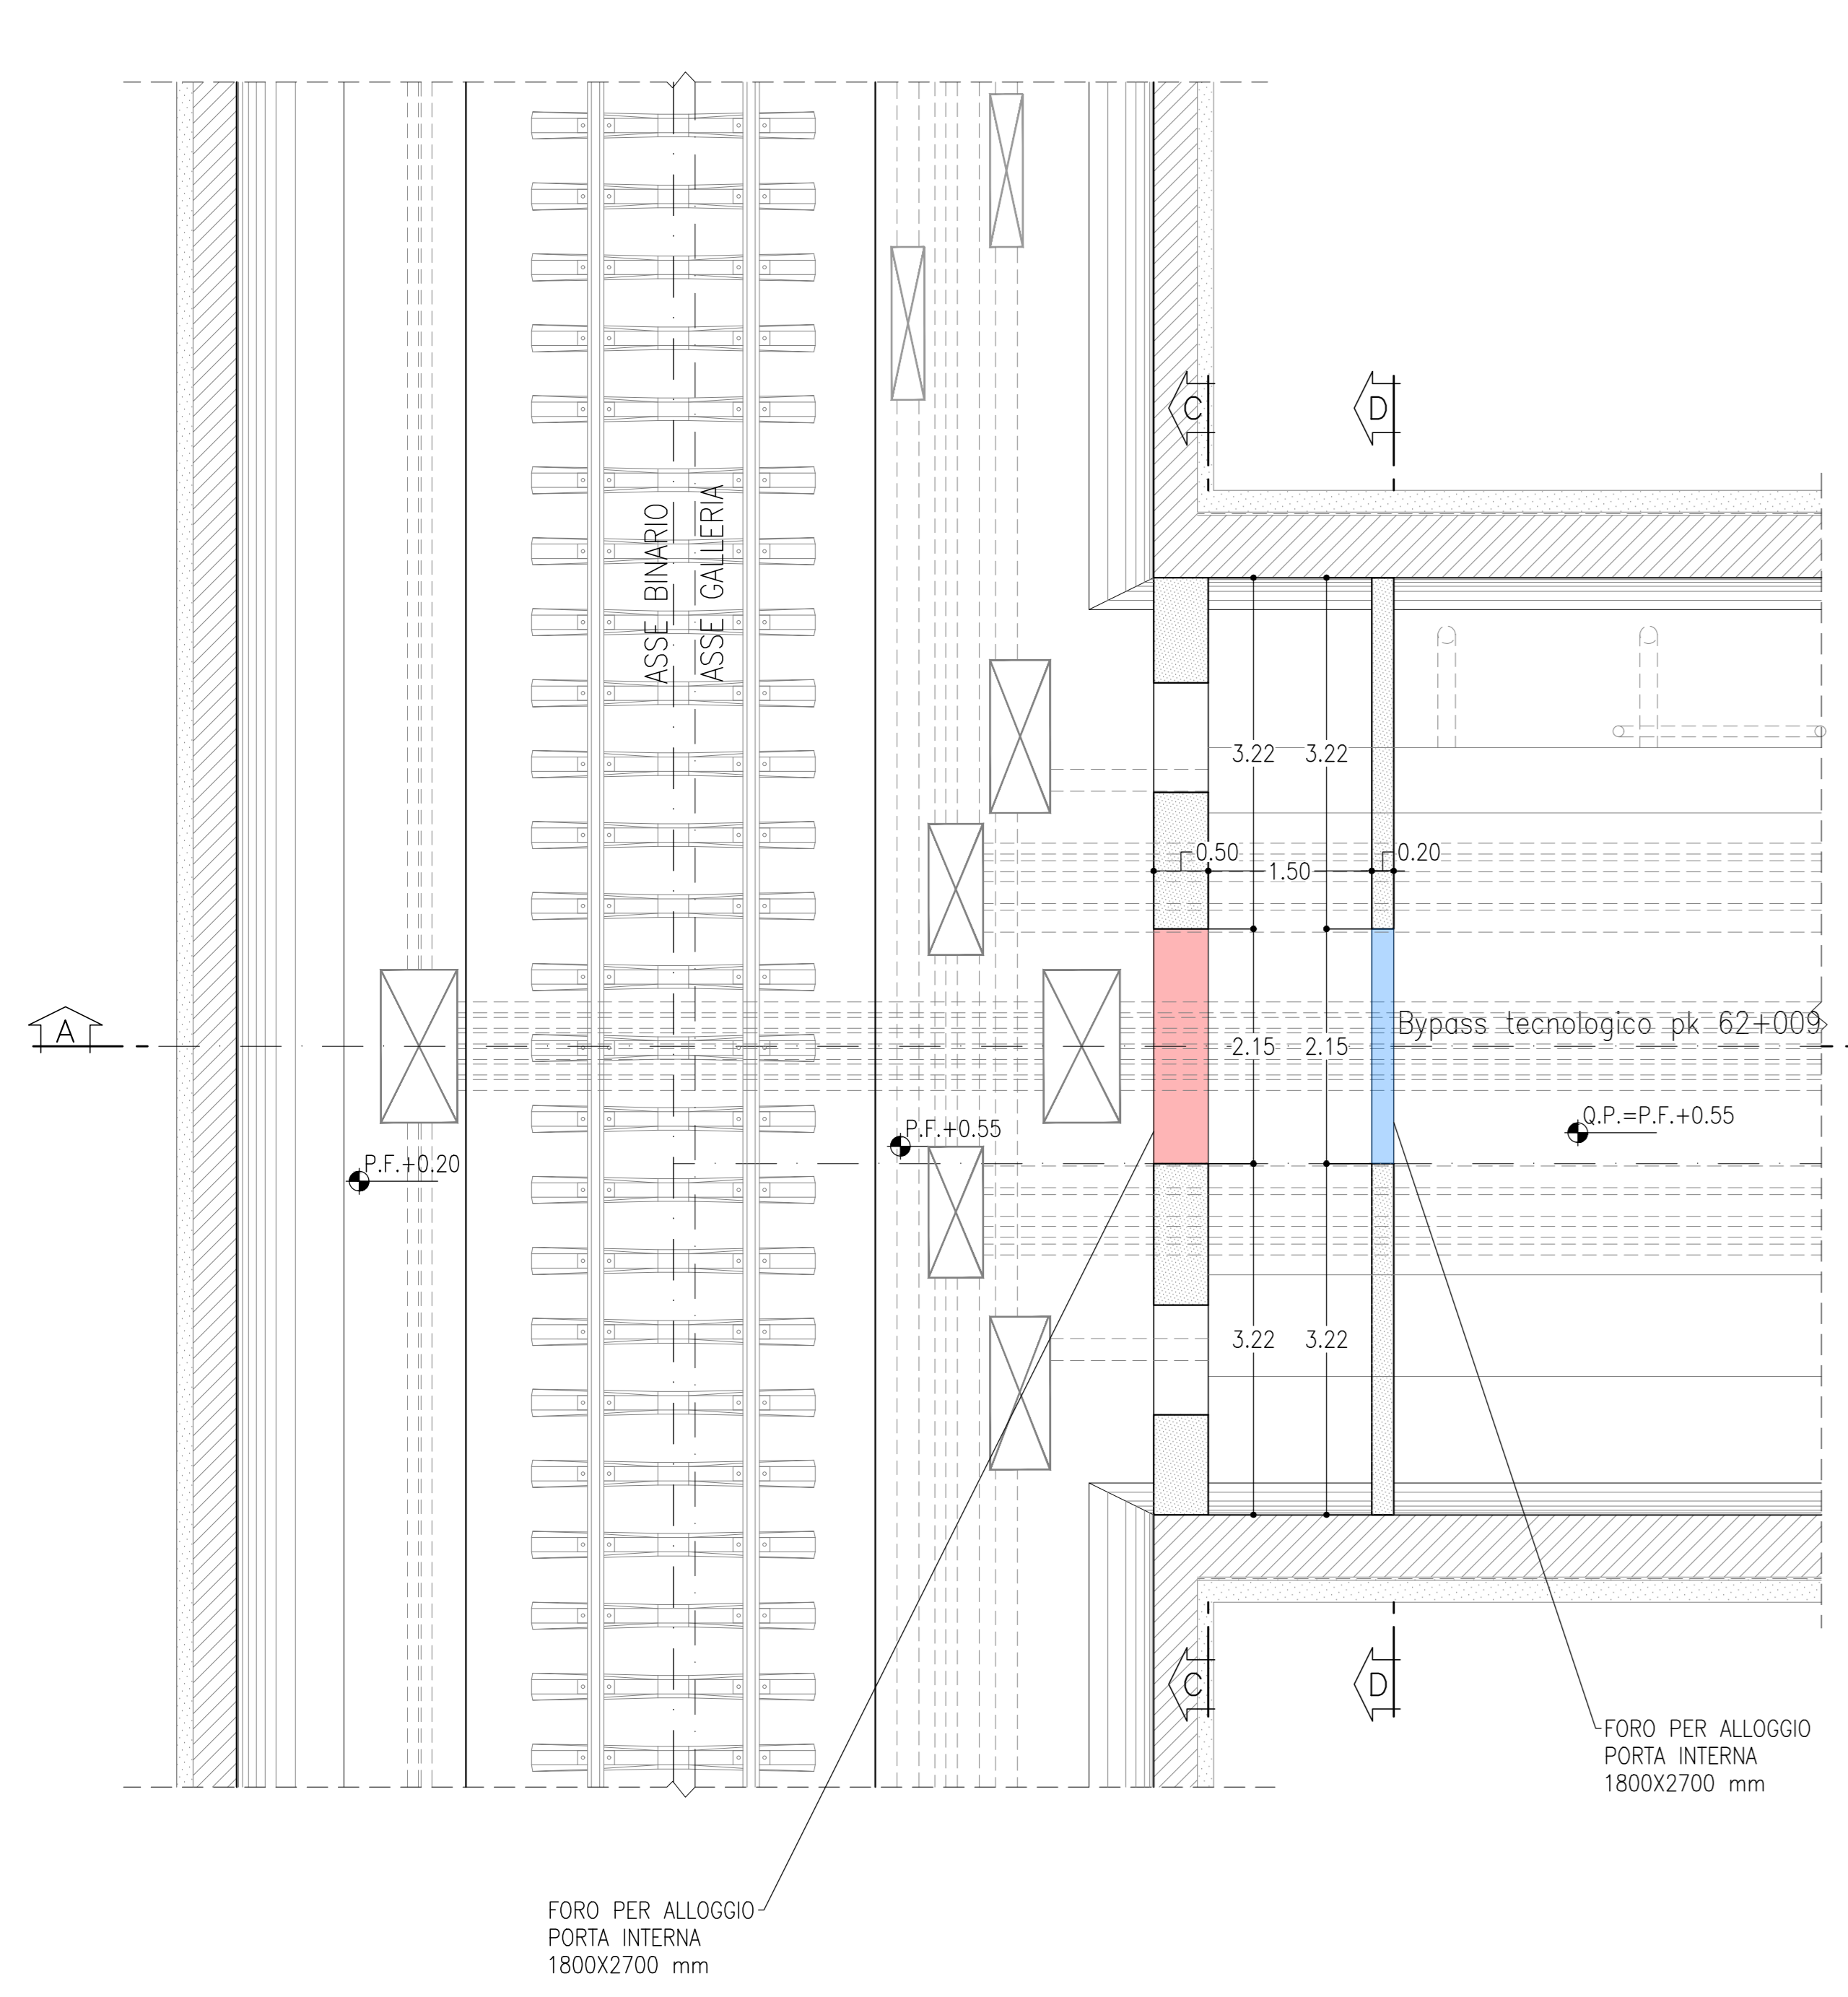 C
D
ASSE BINARIO
ASSE GALLERIA
3.22
3.22
0.50
1.50
0.20
A
Bypass tecnologico pk 62+009
2.15
2.15
P.F.+0.55
Q.P.=P.F.+0.55
P.F.+0.20
3.22
3.22
C
D
FORO PER ALLOGGIO
PORTA INTERNA
1800X2700 mm
FORO PER ALLOGGIO
PORTA INTERNA
1800X2700 mm